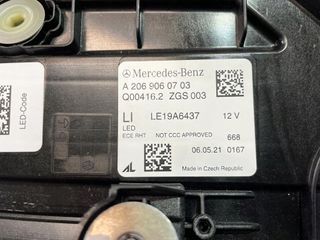 LED-Code
Mercedes-Benz
A 206 906 07 03
Q00416.2 ZGS 003
LI LE19A6437 12 V
LED
ECE RHT NOT CCC APPROVED 668
06.05.21 0167
AL
Made in Czech Republic